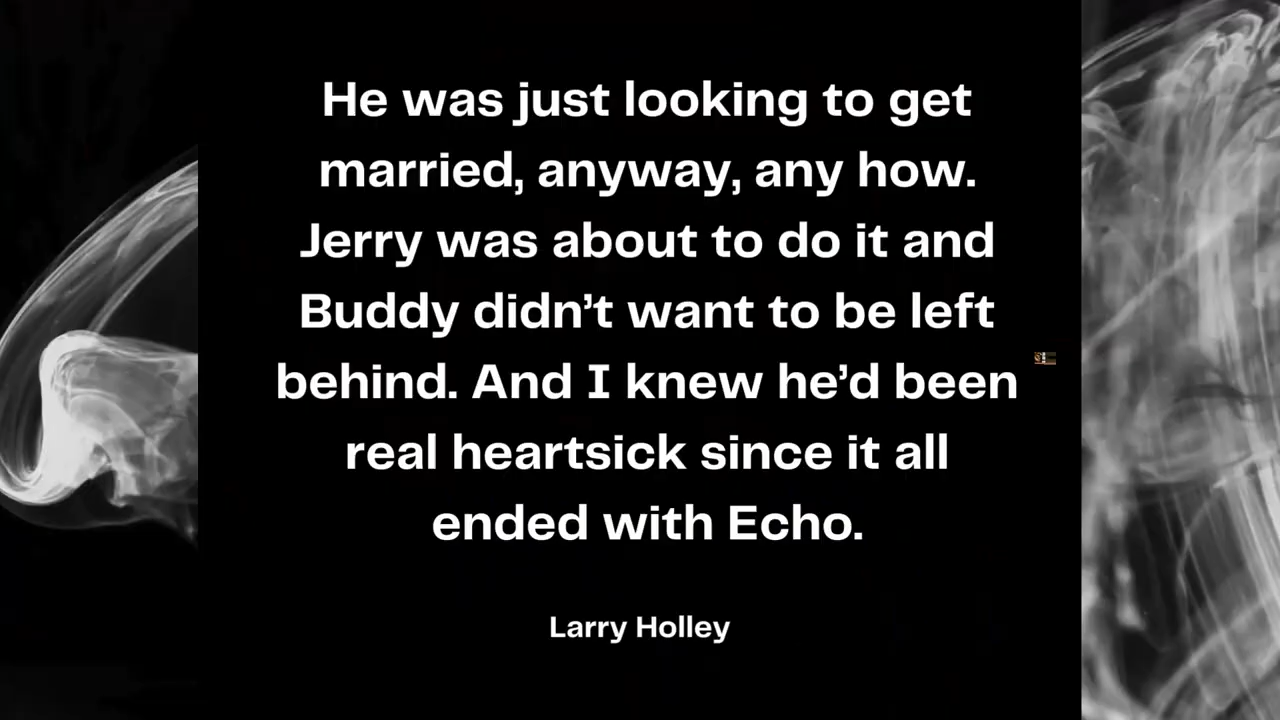 He was just looking to get
married, anyway, any how.
Jerry was about to do it and
Buddy didn’t want to be left
behind. And I knew he’d been
real heartsick since it all
ended with Echo.
Larry Holley